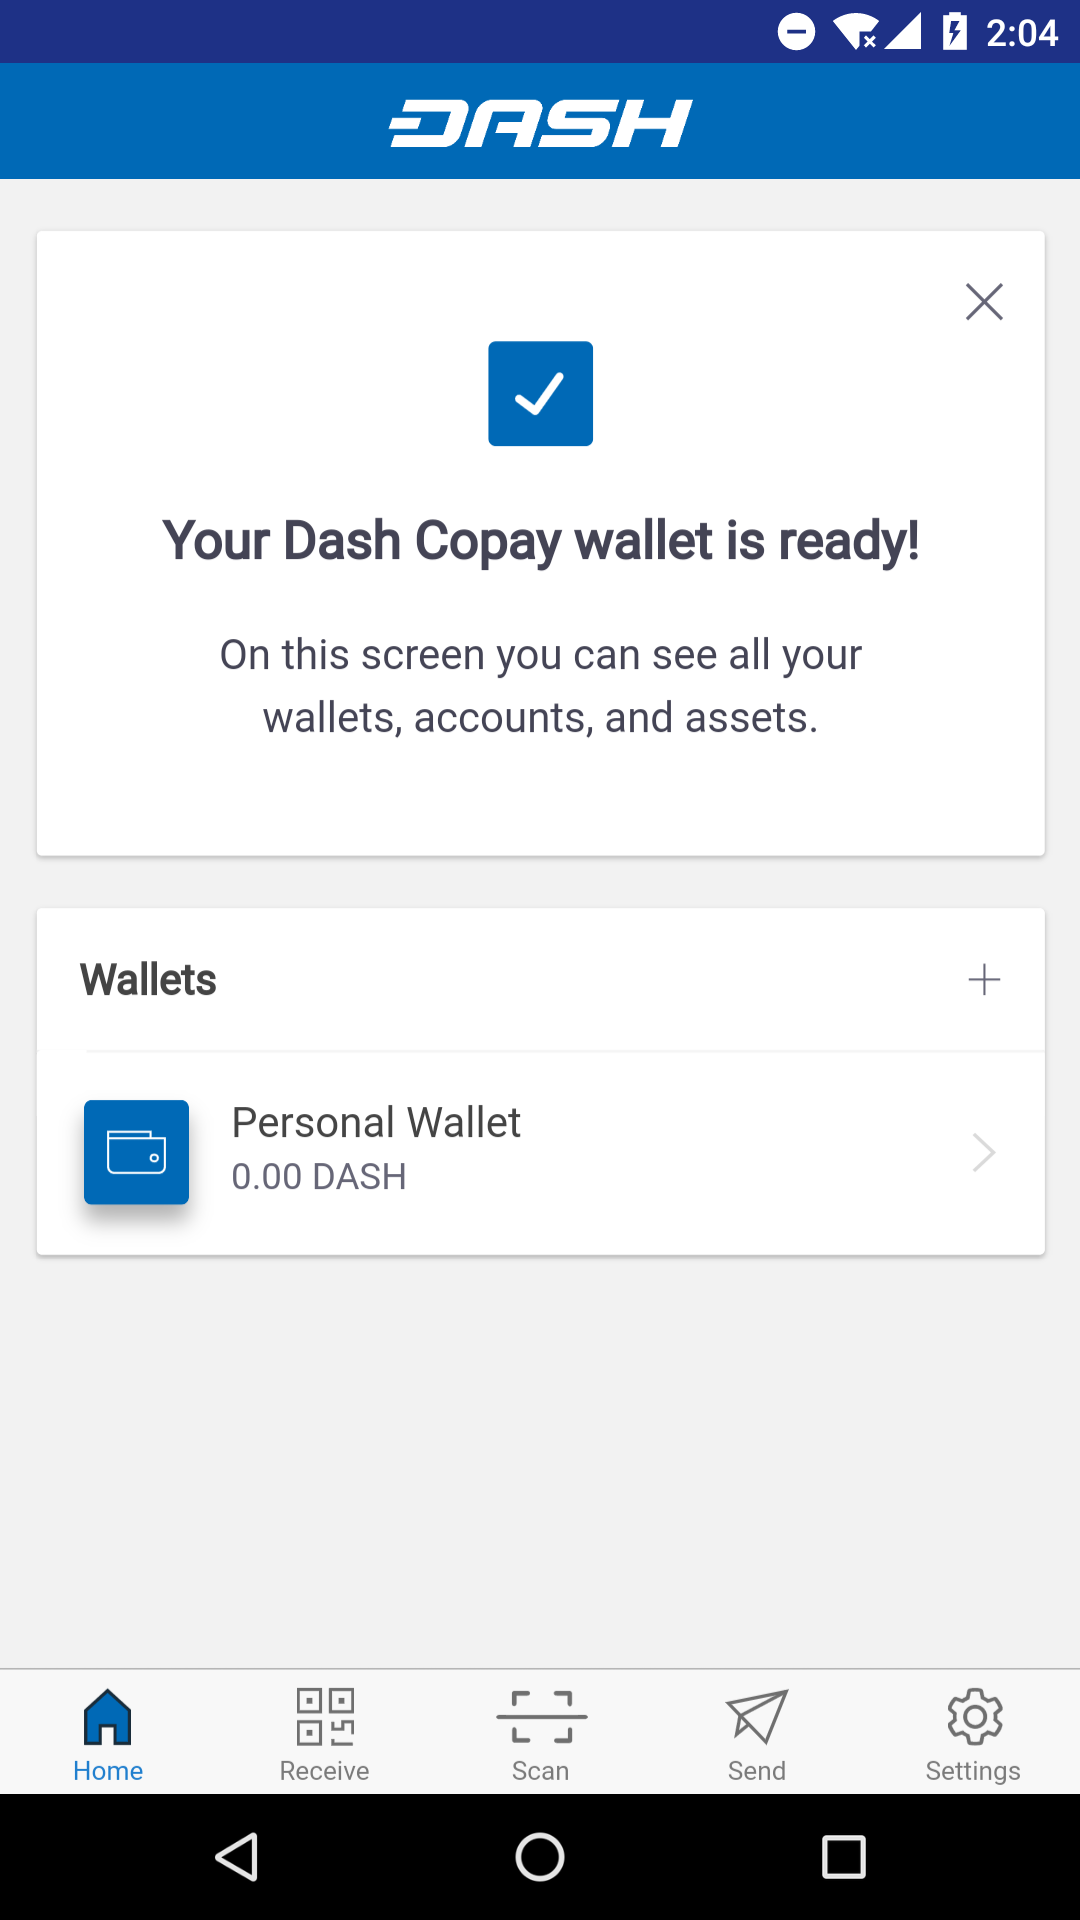 2:04
DASH
Your Dash Copay wallet is ready!
On this screen you can see all your
wallets, accounts, and assets.
Wallets
Personal Wallet
0.00 DASH
Home
Receive
Scan
Send
Settings